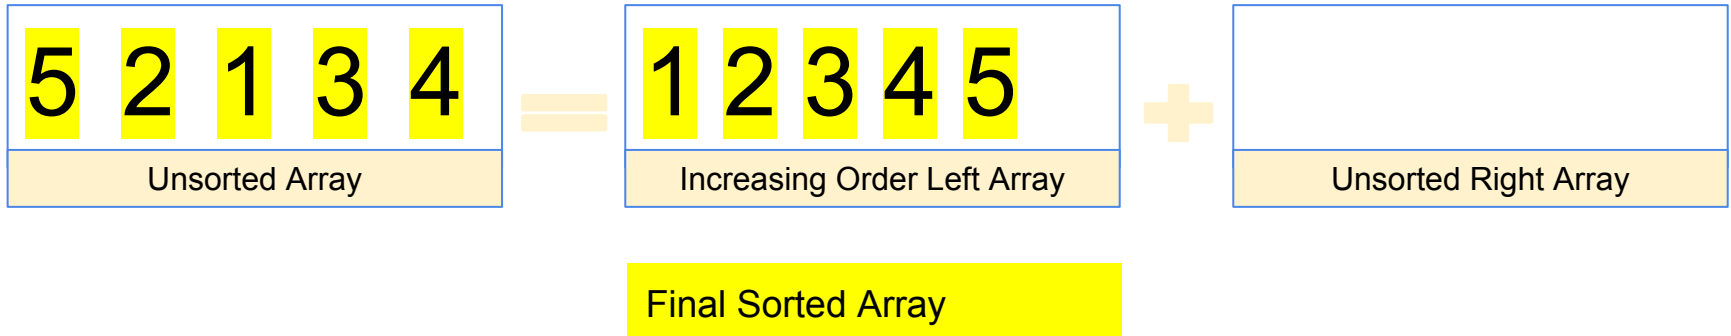 5 2 1 3 4 = 1 2 3 4 5 +
Unsorted Array Increasing Order Left Array Unsorted Right Array
Final Sorted Array